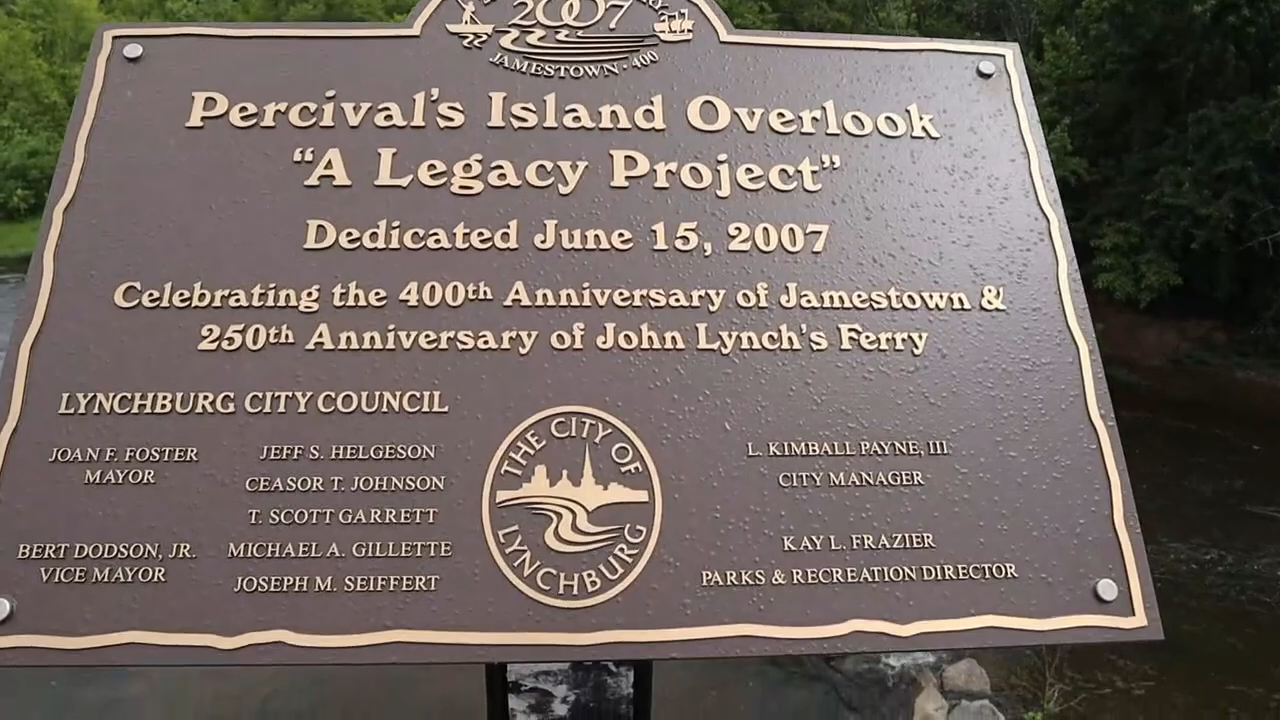 2007
JAMESTOWN · 400
Percival's Island Overlook
"A Legacy Project"
Dedicated June 15, 2007
Celebrating the 400th Anniversary of Jamestown &
250th Anniversary of John Lynch's Ferry
LYNCHBURG CITY COUNCIL
JOAN F. FOSTER
MAYOR
BERT DODSON, JR.
VICE MAYOR
JEFF S. HELGESON
CEASOR T. JOHNSON
T. SCOTT GARRETT
MICHAEL A. GILLETTE
JOSEPH M. SEIFFERT
THE CITY OF
LYNCHBURG
L. KIMBALL PAYNE, III
CITY MANAGER
KAY L. FRAZIER
PARKS & RECREATION DIRECTOR